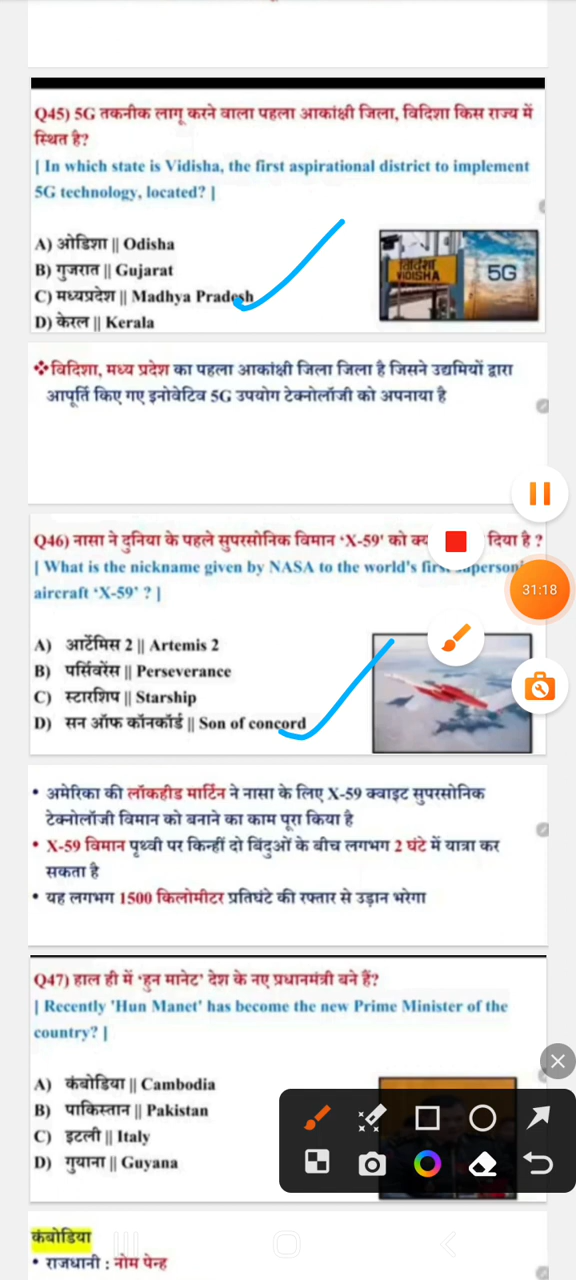 Q45) 5G तकनीक लागू करने वाला पहला आकांक्षी जिला, विदिशा किस राज्य में
स्थित है?
| In which state is Vidisha, the first aspirational district to implement
5G technology, located? |
A) ओडिशा || Odisha
B) गुजरात || Gujarat
C) मध्यप्रदेश || Madhya Pradesh
D) केरल || Kerala
विदिशा
VIDISHA
5G
❖विदिशा, मध्य प्रदेश का पहला आकांक्षी जिला जिला है जिसने उद्यमियों द्वारा
आपूर्ति किए गए इनोवेटिव 5G उपयोग टेक्नोलॉजी को अपनाया है
Q46) नासा ने दुनिया के पहले सुपरसोनिक विमान ‘X-59’ को दिया है ?
| What is the nickname given by NASA to the world's
aircraft ‘X-59’ ? |
31:18
A) आर्टेमिस 2 || Artemis 2
B) पर्सिवरेंस || Perseverance
C) स्टारशिप || Starship
D) सन ऑफ कॉनकॉर्ड || Son of concord
• अमेरिका की लॉकहीड मार्टिन ने नासा के लिए X-59 क्वाइट सुपरसोनिक
टेक्नोलॉजी विमान को बनाने का काम पूरा किया है
• X-59 विमान पृथ्वी पर किन्हीं दो बिंदुओं के बीच लगभग 2 घंटे में यात्रा कर
सकता है
• यह लगभग 1500 किलोमीटर प्रतिघंटे की रफ्तार से उड़ान भरेगा
Q47) हाल ही में ‘हुन मानेट’ देश के नए प्रधानमंत्री बने हैं?
| Recently 'Hun Manet' has become the new Prime Minister of the
country? |
A) कंबोडिया || Cambodia
B) पाकिस्तान || Pakistan
C) इटली || Italy
D) गुयाना || Guyana
कंबोडिया
• राजधानी : नोम पेन्ह